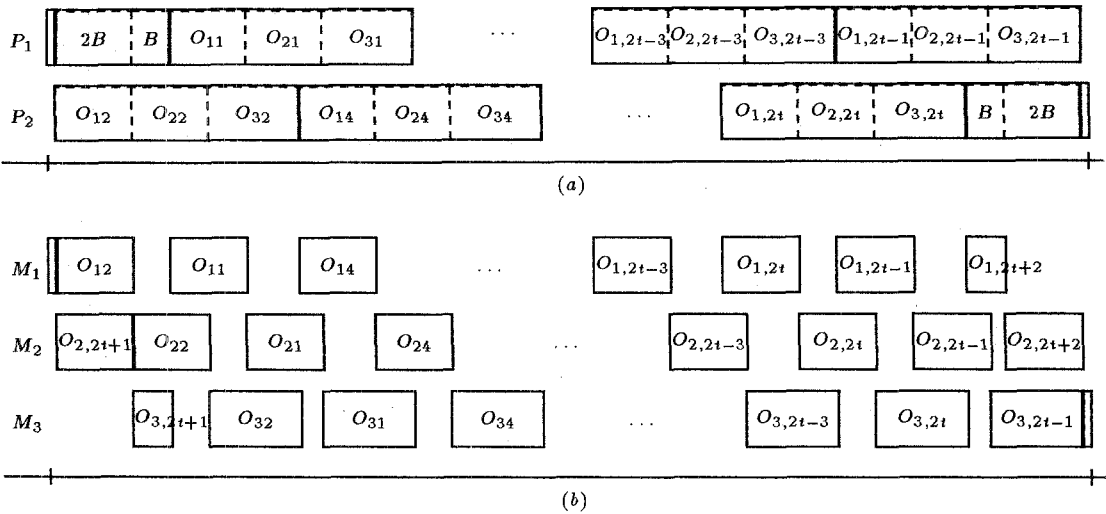 P₁ 2B B O₁₁ O₂₁ O₃₁ ... O₁,₂ₜ₋₃ O₂,₂ₜ₋₃ O₃,₂ₜ₋₃ O₁,₂ₜ₋₁ O₂,₂ₜ₋₁ O₃,₂ₜ₋₁
P₂ O₁₂ O₂₂ O₃₂ O₁₄ O₂₄ O₃₄ ... O₁,₂ₜ O₂,₂ₜ O₃,₂ₜ B 2B
(a)
M₁ O₁₂ O₁₁ O₁₄ ... O₁,₂ₜ₋₃ O₁,₂ₜ O₁,₂ₜ₋₁ O₁,₂ₜ₊₂
M₂ O₂,₂ₜ₊₁ O₂₂ O₂₁ O₂₄ ... O₂,₂ₜ₋₃ O₂,₂ₜ O₂,₂ₜ₋₁ O₂,₂ₜ₊₂
M₃ O₃,₂ₜ₊₁ O₃₂ O₃₁ O₃₄ ... O₃,₂ₜ₋₃ O₃,₂ₜ O₃,₂ₜ₋₁
(b)